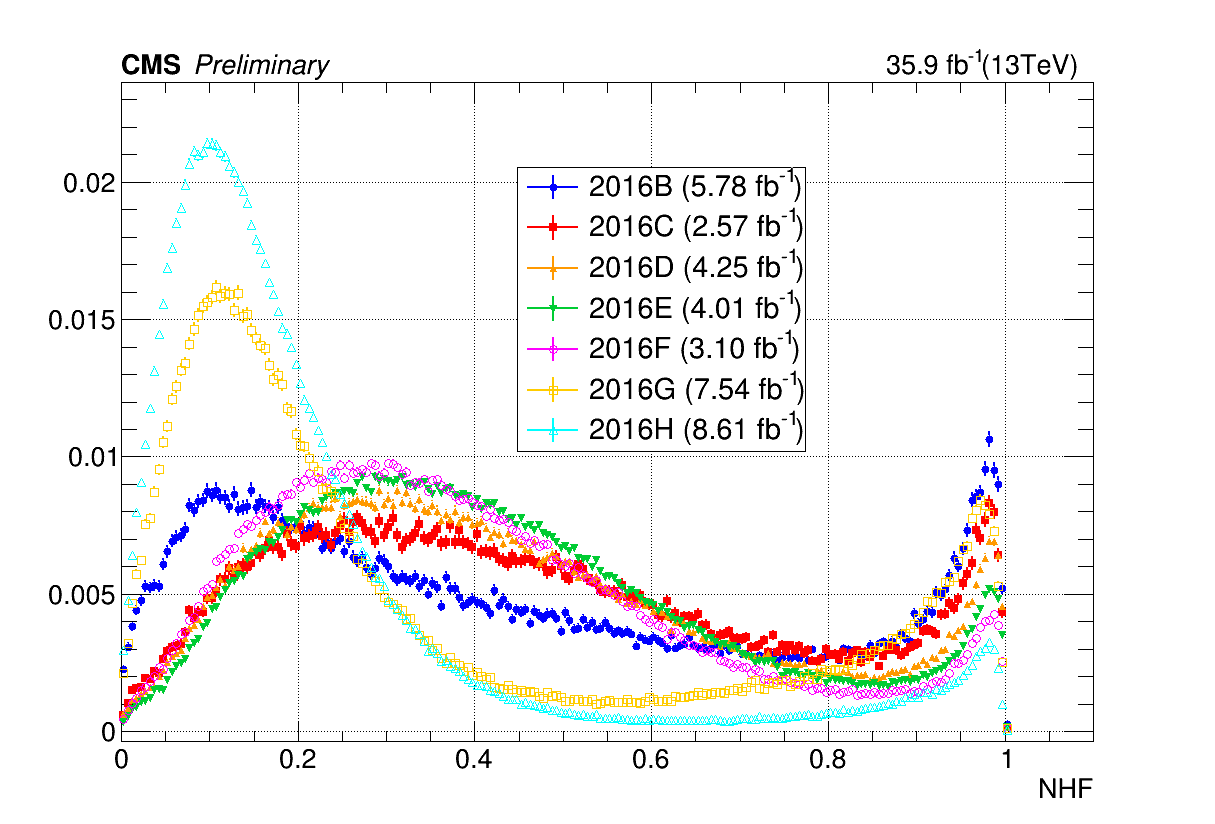 CMS Preliminary 35.9 fb⁻¹(13TeV)
2016B (5.78 fb⁻¹)
2016C (2.57 fb⁻¹)
2016D (4.25 fb⁻¹)
2016E (4.01 fb⁻¹)
2016F (3.10 fb⁻¹)
2016G (7.54 fb⁻¹)
2016H (8.61 fb⁻¹)
0.02
0.015
0.01
0.005
0
0 0.2 0.4 0.6 0.8 1
NHF